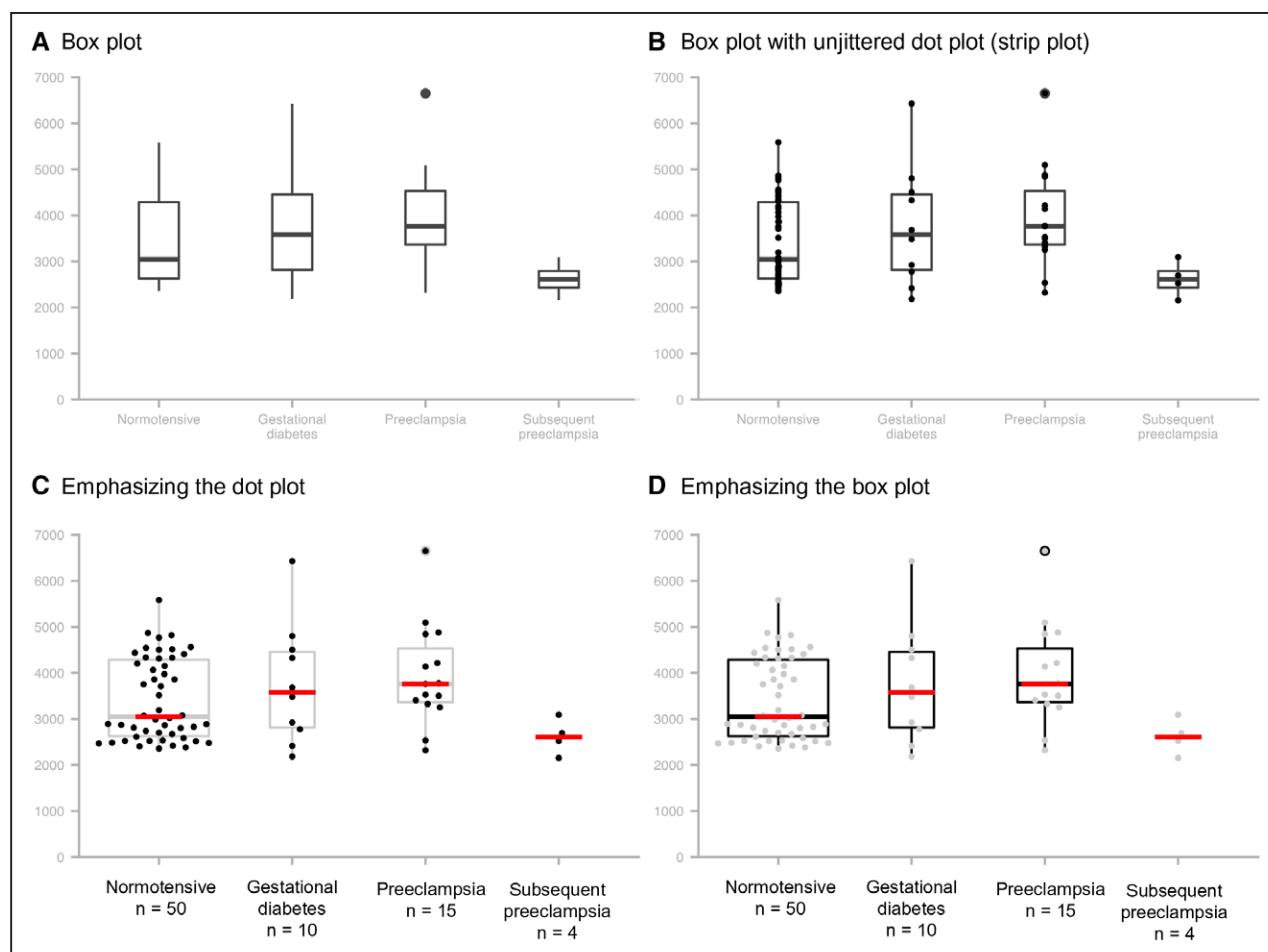 A Box plot
7000
6000
5000
4000
3000
2000
1000
0
Normotensive
Gestational
diabetes
Preeclampsia
Subsequent
preeclampsia
B Box plot with unjittered dot plot (strip plot)
7000
6000
5000
4000
3000
2000
1000
0
Normotensive
Gestational
diabetes
Preeclampsia
Subsequent
preeclampsia
C Emphasizing the dot plot
7000
6000
5000
4000
3000
2000
1000
0
Normotensive
n = 50
Gestational
diabetes
n = 10
Preeclampsia
n = 15
Subsequent
preeclampsia
n = 4
D Emphasizing the box plot
7000
6000
5000
4000
3000
2000
1000
0
Normotensive
n = 50
Gestational
diabetes
n = 10
Preeclampsia
n = 15
Subsequent
preeclampsia
n = 4